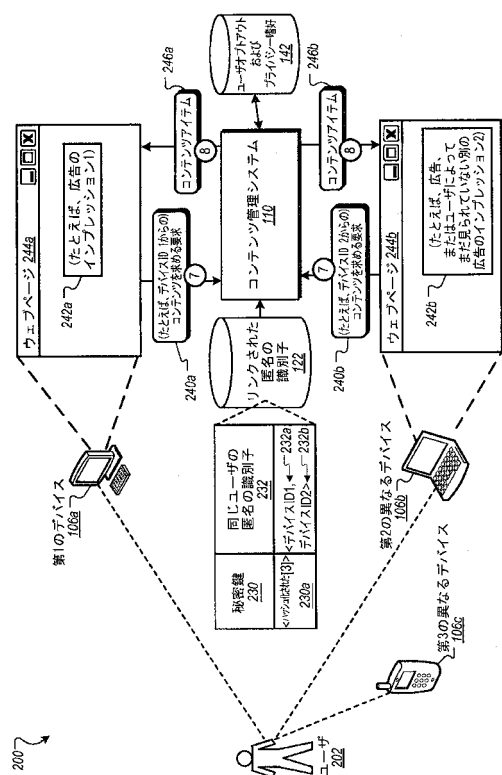 200
ユーザ
202
第1のデバイス
106a
第2の異なるデバイス
106b
第3の異なるデバイス
106c
ウェブページ 244a
(たとえば、広告の
インプレッション1)
242a
240a
(たとえば、デバイスID 1からの)
コンテンツを求める要求
7
コンテンツアイテム
246a
8
秘密鍵
230
同じユーザの
匿名の識別子
232
<ハッシュ化された[3]>
230a
<デバイスID1,
232a
デバイスID2>
232b
リンクされた
匿名の
識別子
122
コンテンツ管理システム
110
ユーザオプトアウト
および
プライバシー嗜好
142
240b
(たとえば、デバイスID 2からの)
コンテンツを求める要求
7
コンテンツアイテム
246b
8
ウェブページ 244b
(たとえば、広告、
またはユーザによって
まだ見られていない別の
広告のインプレッション2)
242b